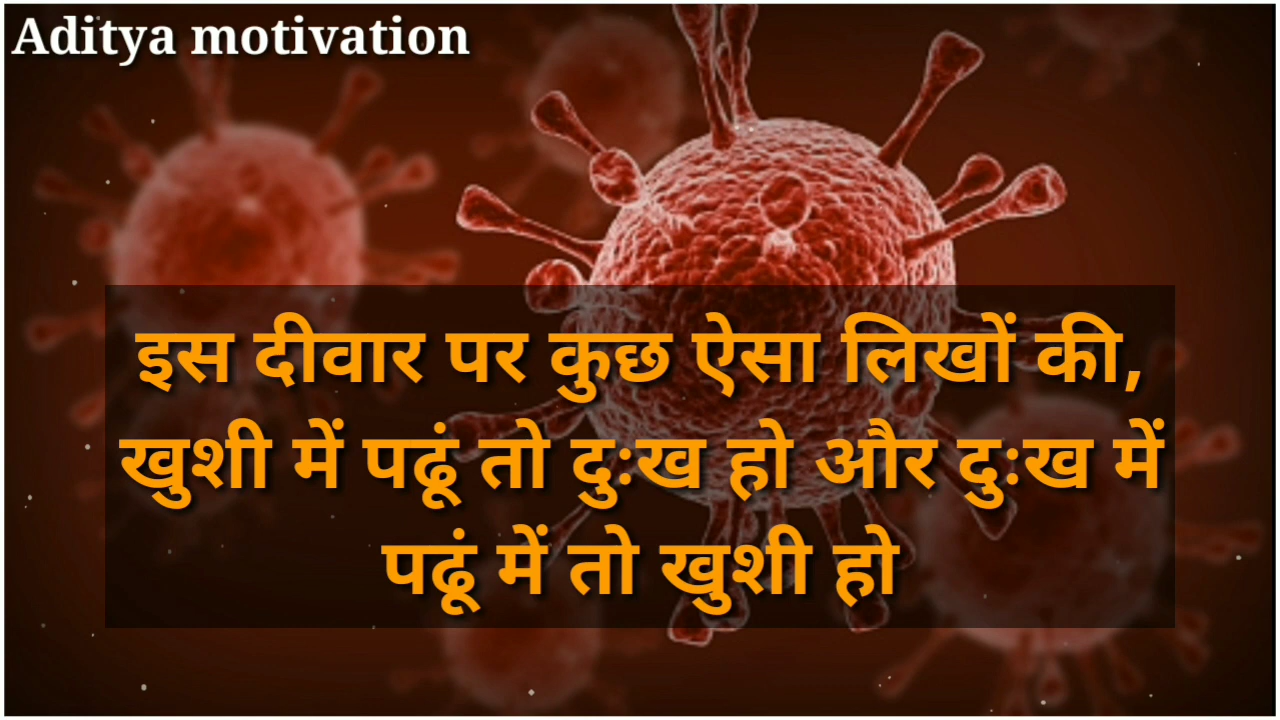 Aditya motivation
इस दीवार पर कुछ ऐसा लिखों की,
खुशी में पढूं तो दुःख हो और दुःख में
पढूं में तो खुशी हो